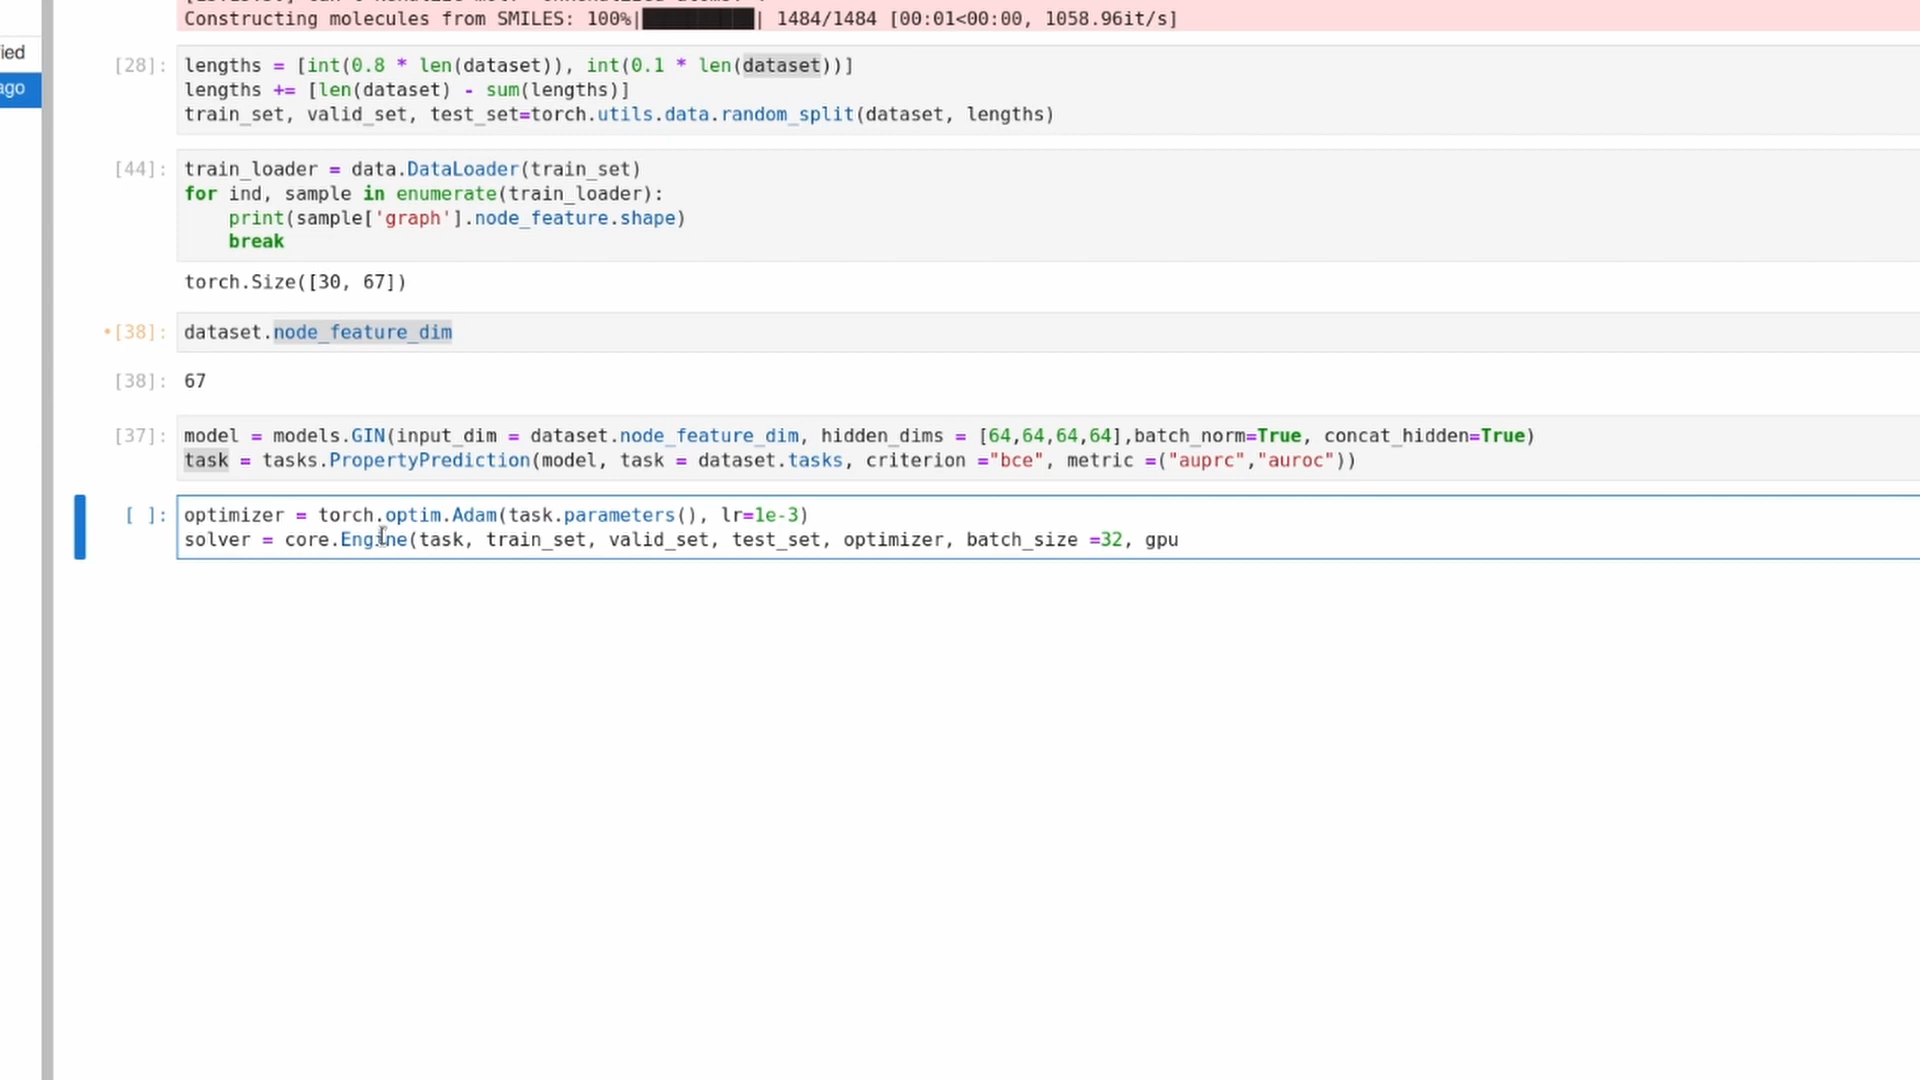 Constructing molecules from SMILES: 100%|██████████| 1484/1484 [00:01<00:00, 1058.96it/s]
ied
ago
[28]: lengths = [int(0.8 * len(dataset)), int(0.1 * len(dataset))]
lengths += [len(dataset) - sum(lengths)]
train_set, valid_set, test_set=torch.utils.data.random_split(dataset, lengths)
[44]: train_loader = data.DataLoader(train_set)
for ind, sample in enumerate(train_loader):
    print(sample['graph'].node_feature.shape)
    break
torch.Size([30, 67])
•[38]: dataset.node_feature_dim
[38]: 67
[37]: model = models.GIN(input_dim = dataset.node_feature_dim, hidden_dims = [64,64,64,64],batch_norm=True, concat_hidden=True)
task = tasks.PropertyPrediction(model, task = dataset.tasks, criterion ="bce", metric =("auprc","auroc"))
[ ]: optimizer = torch.optim.Adam(task.parameters(), lr=1e-3)
solver = core.Engine(task, train_set, valid_set, test_set, optimizer, batch_size =32, gpu